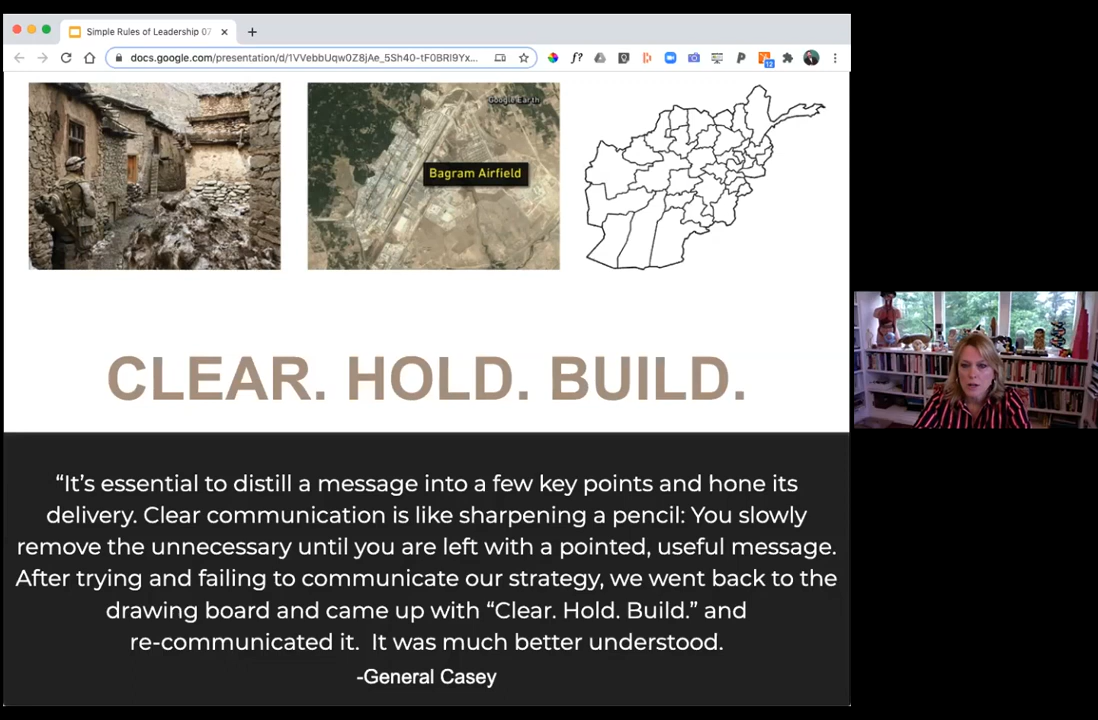 Simple Rules of Leadership 07
docs.google.com/presentation/d/1VVebbUqw0Z8jAe_5Sh40-tF0BRI9Yx...
f?
12
Google Earth
Bagram Airfield
CLEAR. HOLD. BUILD.
“It’s essential to distill a message into a few key points and hone its
delivery. Clear communication is like sharpening a pencil: You slowly
remove the unnecessary until you are left with a pointed, useful message.
After trying and failing to communicate our strategy, we went back to the
drawing board and came up with “Clear. Hold. Build.” and
re-communicated it.  It was much better understood.
-General Casey